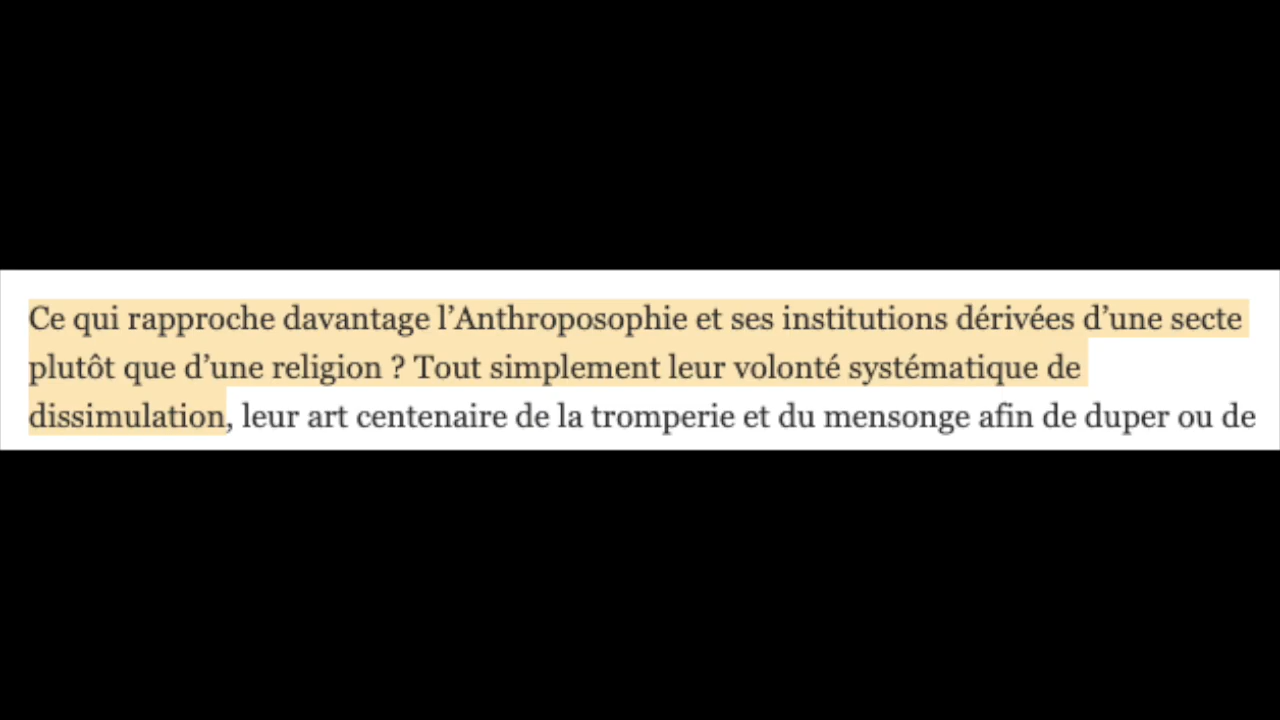 Ce qui rapproche davantage l’Anthroposophie et ses institutions dérivées d’une secte
plutôt que d’une religion ? Tout simplement leur volonté systématique de
dissimulation, leur art centenaire de la tromperie et du mensonge afin de duper ou de